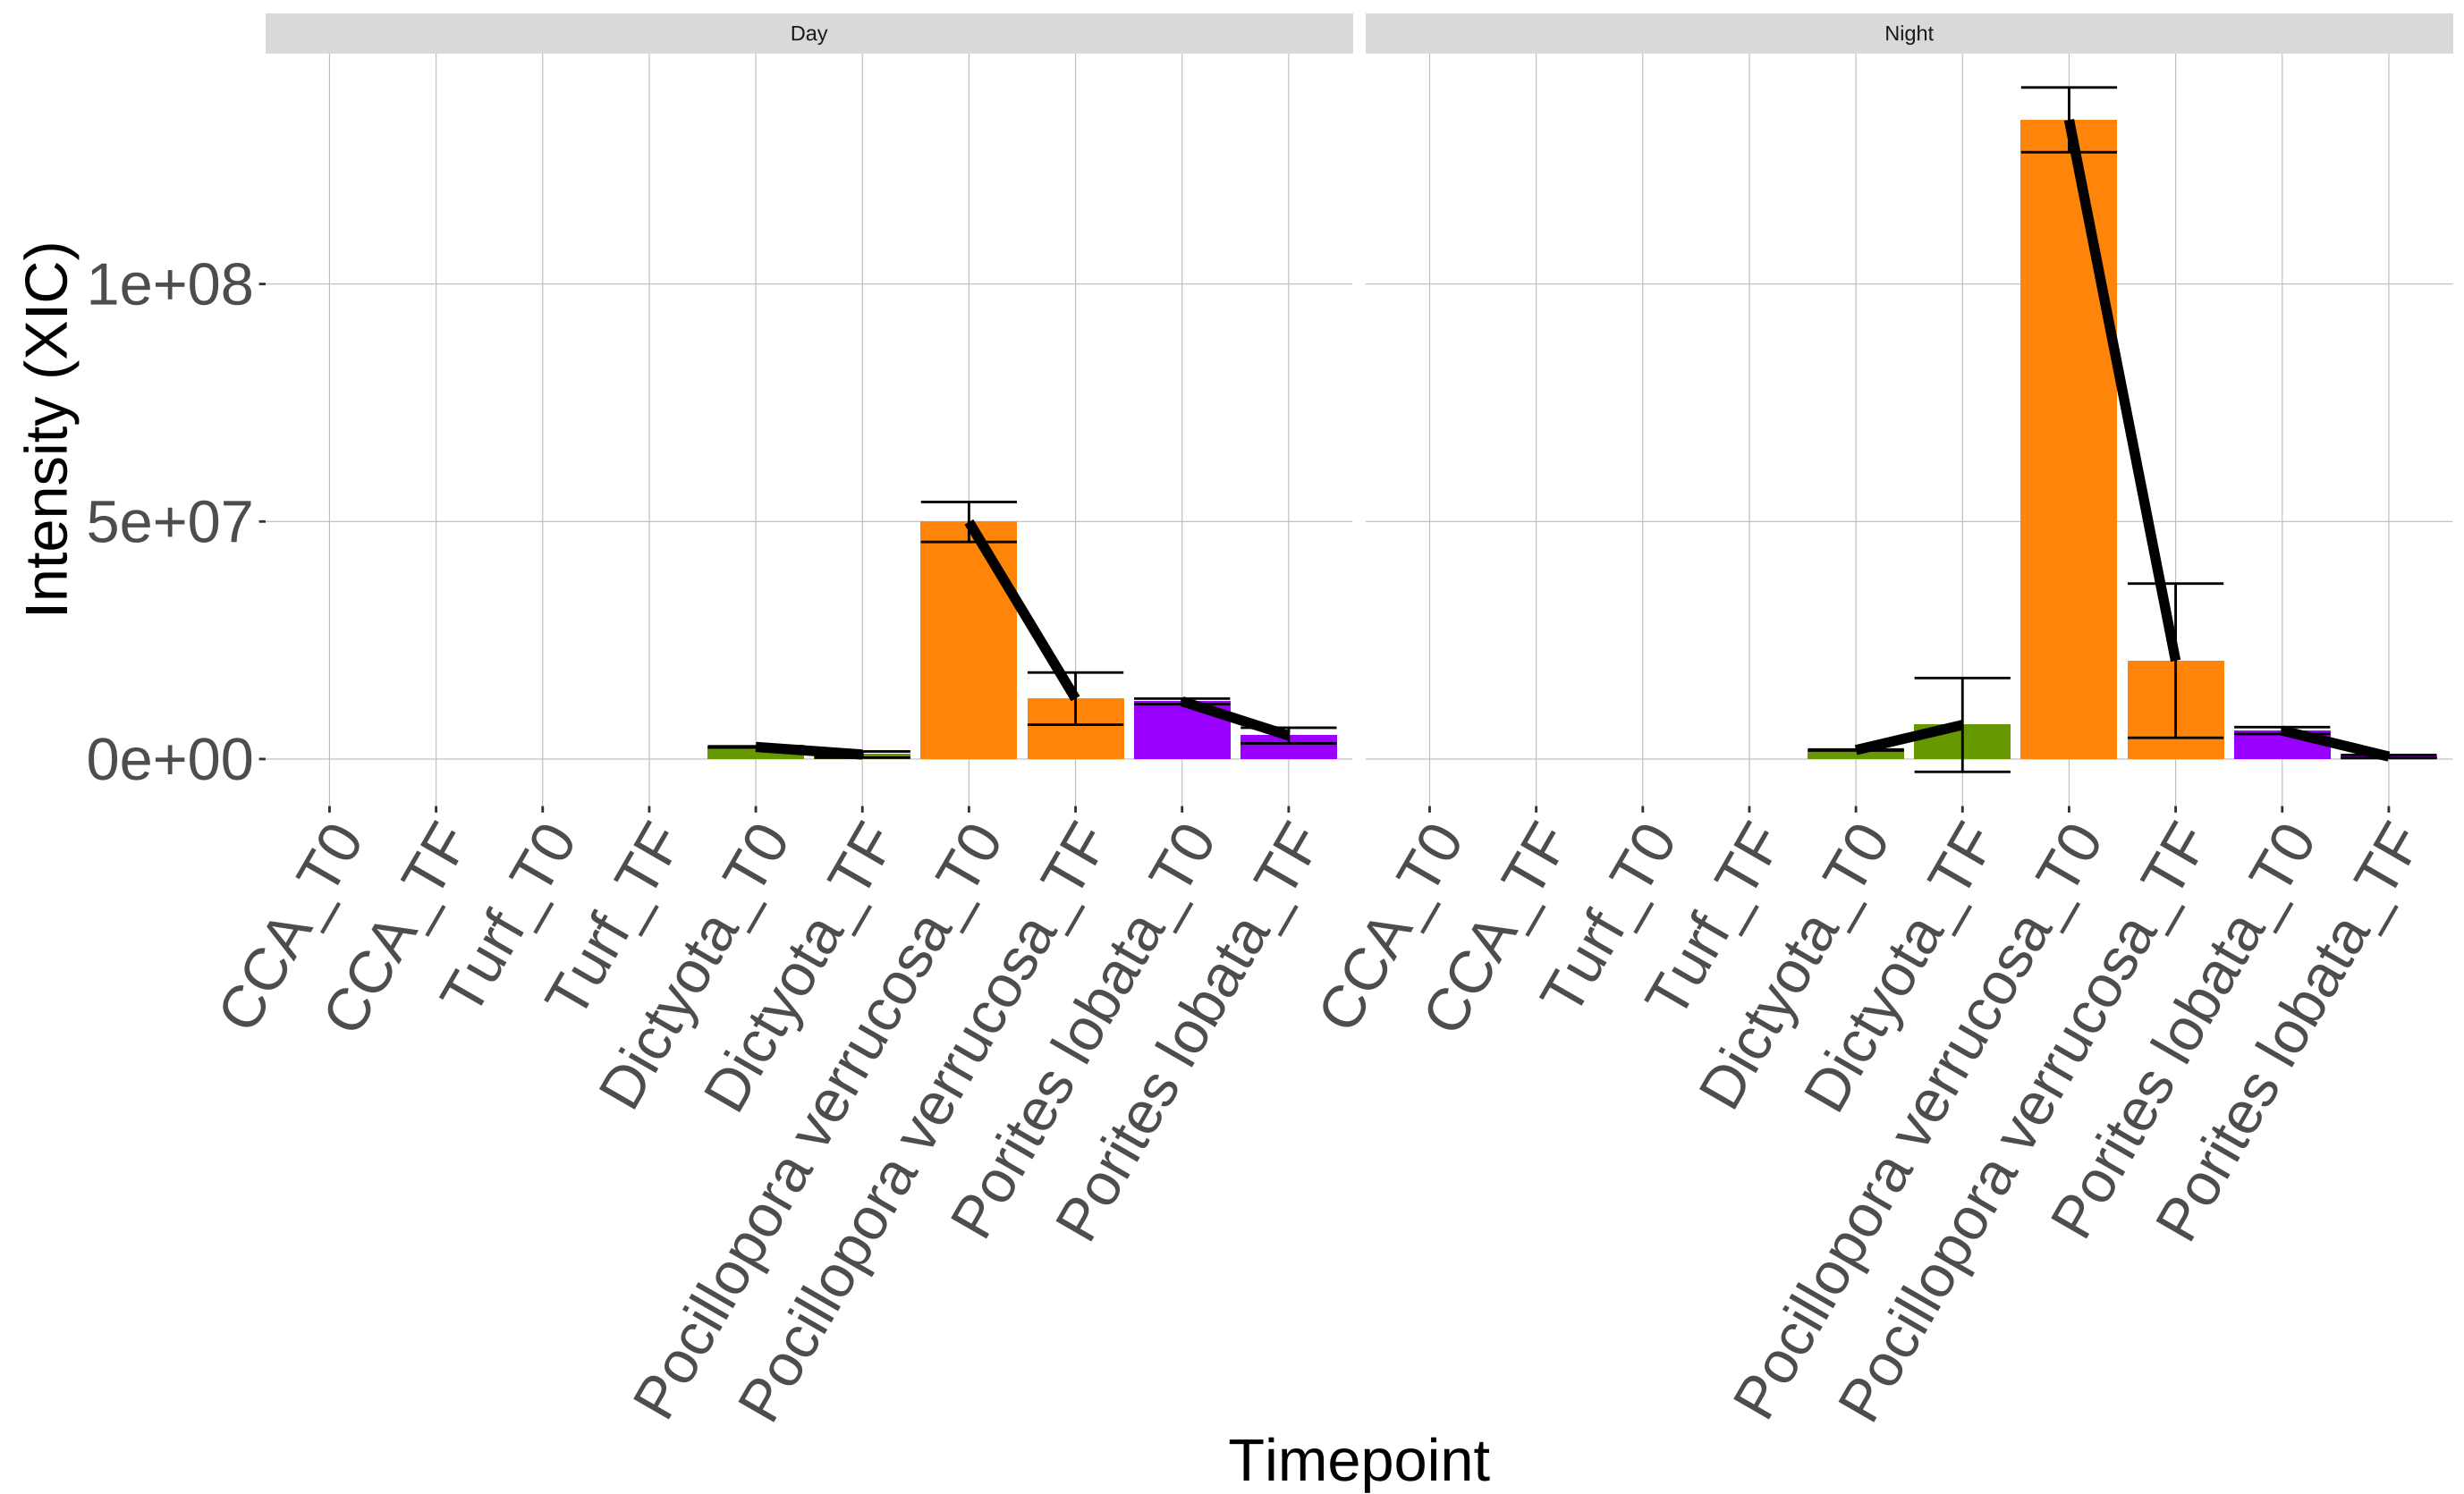 Day
Night
Intensity (XIC)
1e+08
5e+07
0e+00
CCA_T0
CCA_TF
Turf_T0
Turf_TF
Dictyota_T0
Dictyota_TF
Pocillopora verrucosa_T0
Pocillopora verrucosa_TF
Porites lobata_T0
Porites lobata_TF
CCA_T0
CCA_TF
Turf_T0
Turf_TF
Dictyota_T0
Dictyota_TF
Pocillopora verrucosa_T0
Pocillopora verrucosa_TF
Porites lobata_T0
Porites lobata_TF
Timepoint